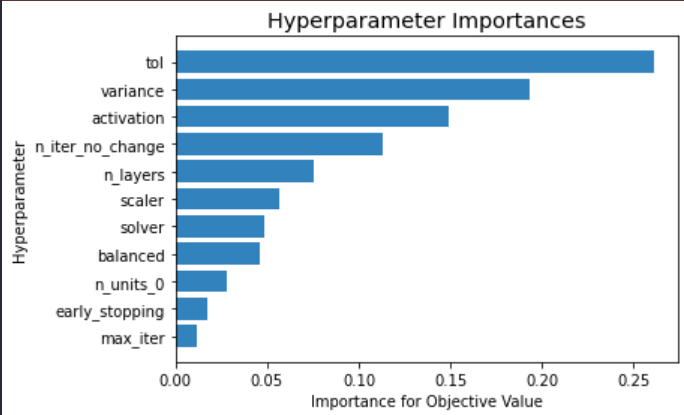 Hyperparameter Importances
Hyperparameter
tol
variance
activation
n_iter_no_change
n_layers
scaler
solver
balanced
n_units_0
early_stopping
max_iter
0.00 0.05 0.10 0.15 0.20 0.25
Importance for Objective Value